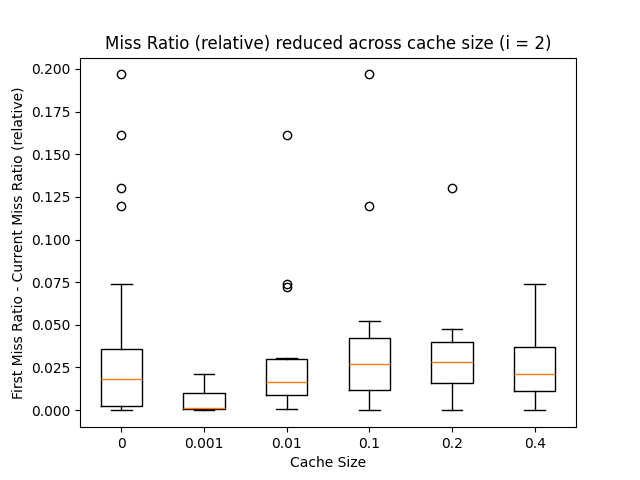 Miss Ratio (relative) reduced across cache size (i = 2)
First Miss Ratio - Current Miss Ratio (relative)
0.200
0.175
0.150
0.125
0.100
0.075
0.050
0.025
0.000
0 0.001 0.01 0.1 0.2 0.4
Cache Size